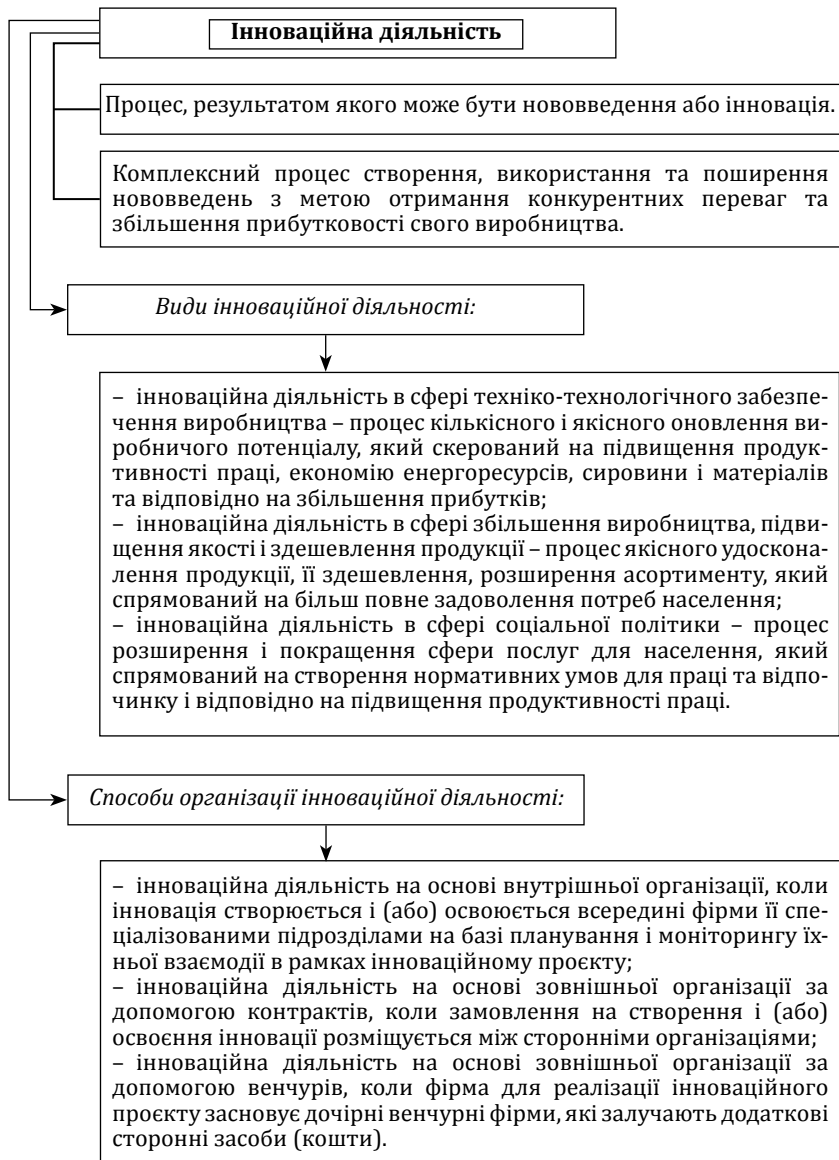 Інноваційна діяльність
Процес, результатом якого може бути нововведення або інновація.
Комплексний процес створення, використання та поширення
нововведень з метою отримання конкурентних переваг та
збільшення прибутковості свого виробництва.
Види інноваційної діяльності:
– інноваційна діяльність в сфері техніко-технологічного забезпе-
чення виробництва – процес кількісного і якісного оновлення ви-
робничого потенціалу, який скерований на підвищення продук-
тивності праці, економію енергоресурсів, сировини і матеріалів
та відповідно на збільшення прибутків;
– інноваційна діяльність в сфері збільшення виробництва, підви-
щення якості і здешевлення продукції – процес якісного удоскона-
лення продукції, її здешевлення, розширення асортименту, який
спрямований на більш повне задоволення потреб населення;
– інноваційна діяльність в сфері соціальної політики – процес
розширення і покращення сфери послуг для населення, який
спрямований на створення нормативних умов для праці та відпо-
чинку і відповідно на підвищення продуктивності праці.
Способи організації інноваційної діяльності:
– інноваційна діяльність на основі внутрішньої організації, коли
інновація створюється і (або) освоюється всередині фірми її спе-
ціалізованими підрозділами на базі планування і моніторингу їх-
ньої взаємодії в рамках інноваційному проєкту;
– інноваційна діяльність на основі зовнішньої організації за
допомогою контрактів, коли замовлення на створення і (або)
освоєння інновації розміщується між сторонніми організаціями;
– інноваційна діяльність на основі зовнішньої організації за
допомогою венчурів, коли фірма для реалізації інноваційного
проєкту засновує дочірні венчурні фірми, які залучають додаткові
сторонні засоби (кошти).